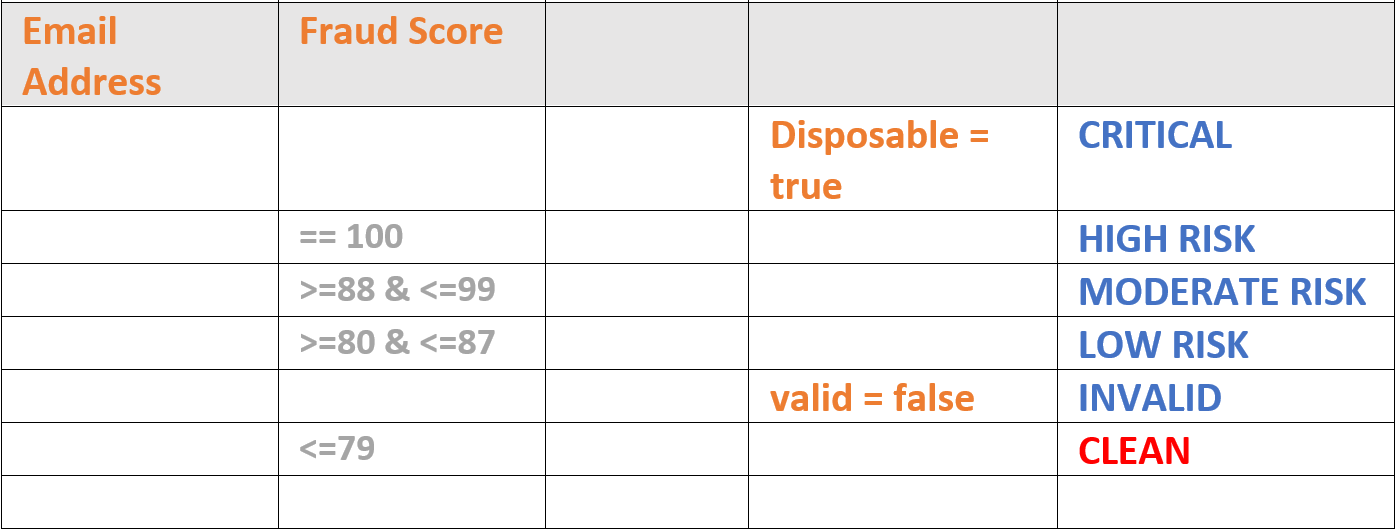 Email Address Fraud Score
Disposable = true CRITICAL
== 100 HIGH RISK
>=88 & <=99 MODERATE RISK
>=80 & <=87 LOW RISK
valid = false INVALID
<=79 CLEAN